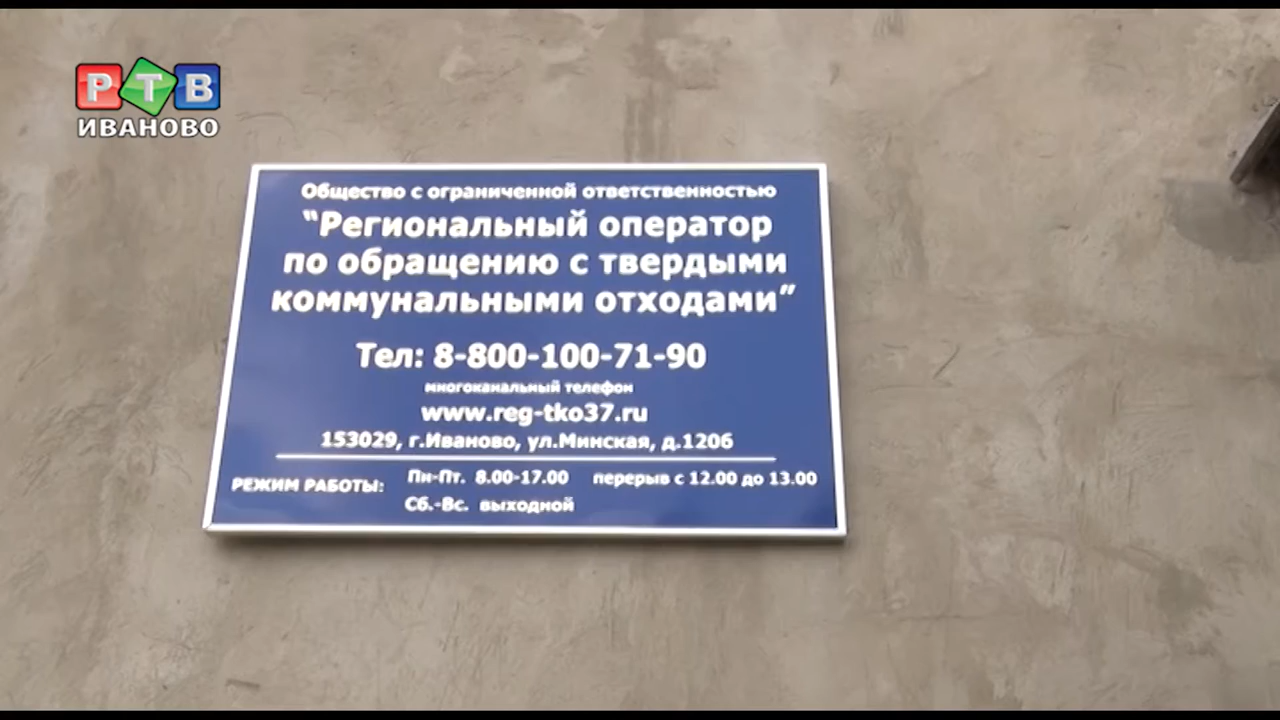 РТВ
ИВАНОВО
Общество с ограниченной ответственностью
"Региональный оператор
по обращению с твердыми
коммунальными отходами"
Тел: 8-800-100-71-90
многоканальный телефон
www.reg-tko37.ru
153029, г.Иваново, ул.Минская, д.120б
РЕЖИМ РАБОТЫ: Пн-Пт. 8.00-17.00 перерыв с 12.00 до 13.00
Сб.-Вс. выходной